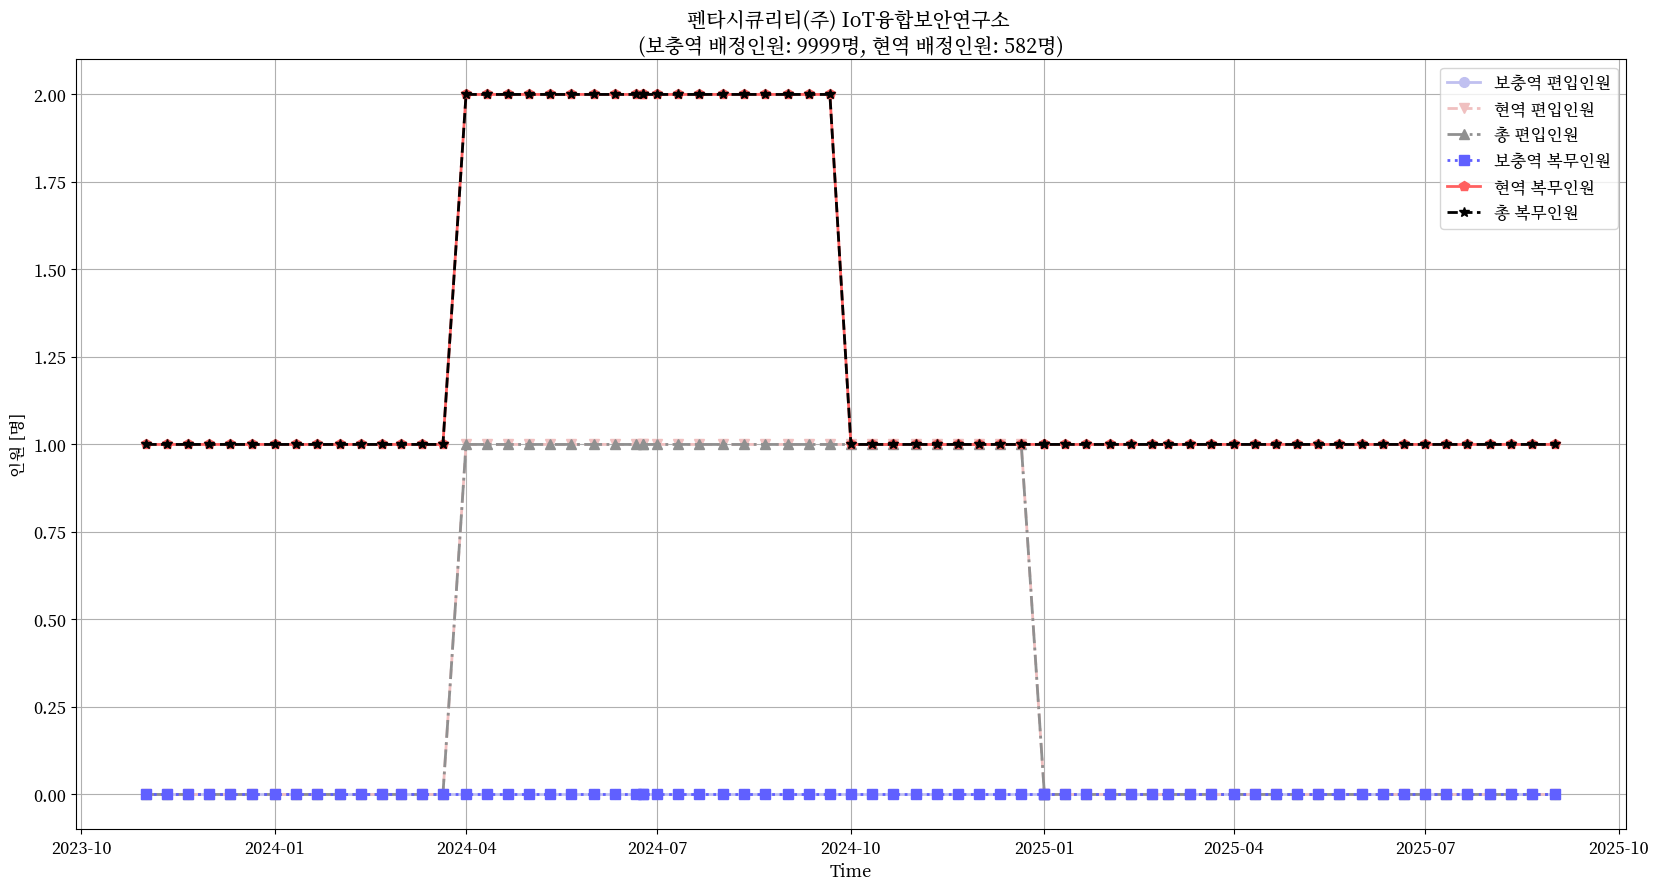 펜타시큐리티(주) IoT융합보안연구소
(보충역 배정인원: 9999명, 현역 배정인원: 582명)
보충역 편입인원
현역 편입인원
총 편입인원
보충역 복무인원
현역 복무인원
총 복무인원
2.00
1.75
1.50
1.25
1.00
0.75
0.50
0.25
0.00
인원 [명]
2023-10 2024-01 2024-04 2024-07 2024-10 2025-01 2025-04 2025-07 2025-10
Time